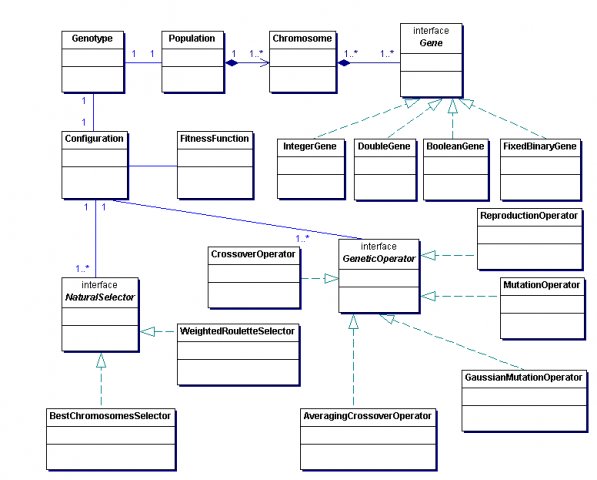 Genotype
Population
Chromosome
interface
Gene
1
1
1
1..*
1..*
1..*
1
1
Configuration
FitnessFunction
IntegerGene
DoubleGene
BooleanGene
FixedBinaryGene
1
1
1..*
1..*
interface
NaturalSelector
interface
GeneticOperator
CrossoverOperator
ReproductionOperator
MutationOperator
WeightedRouletteSelector
GaussianMutationOperator
BestChromosomesSelector
AveragingCrossoverOperator